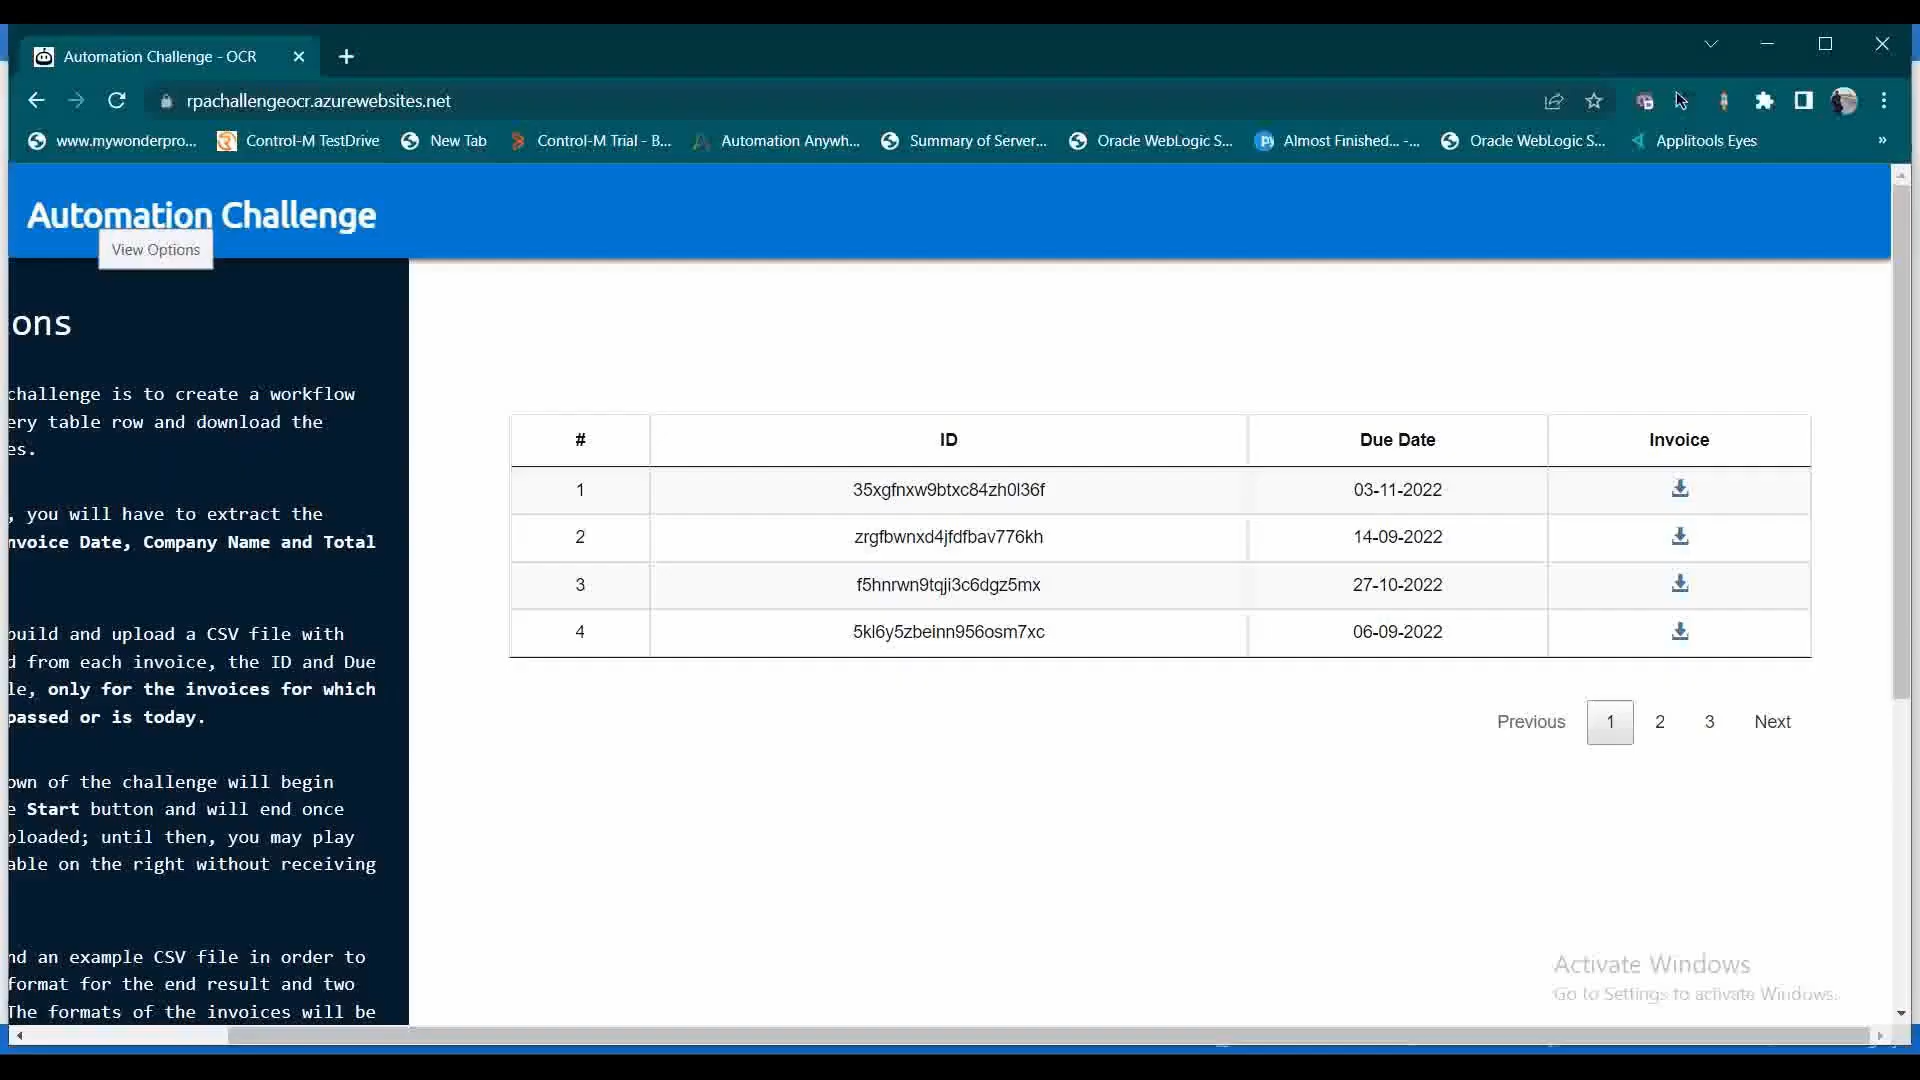 Automation Challenge - OCR
rpachallengeocr.azurewebsites.net
www.mywonderpro... Control-M TestDrive New Tab Control-M Trial - B... Automation Anywh... Summary of Server... Oracle WebLogic S... Almost Finished... -... Oracle WebLogic S... Applitools Eyes »
Automation Challenge
View Options
ons
challenge is to create a workflow
ery table row and download the
es.
, you will have to extract the
nvoice Date, Company Name and Total
build and upload a CSV file with
d from each invoice, the ID and Due
le, only for the invoices for which
passed or is today.
own of the challenge will begin
e Start button and will end once
ploaded; until then, you may play
able on the right without receiving
nd an example CSV file in order to
format for the end result and two
The formats of the invoices will be
# ID Due Date Invoice
1 35xgfnxw9btxc84zh0l36f 03-11-2022
2 zrgfbwnxd4jfdfbav776kh 14-09-2022
3 f5hnrwn9tqji3c6dgz5mx 27-10-2022
4 5kl6y5zbeinn956osm7xc 06-09-2022
Previous 1 2 3 Next
Activate Windows
Go to Settings to activate Windows.